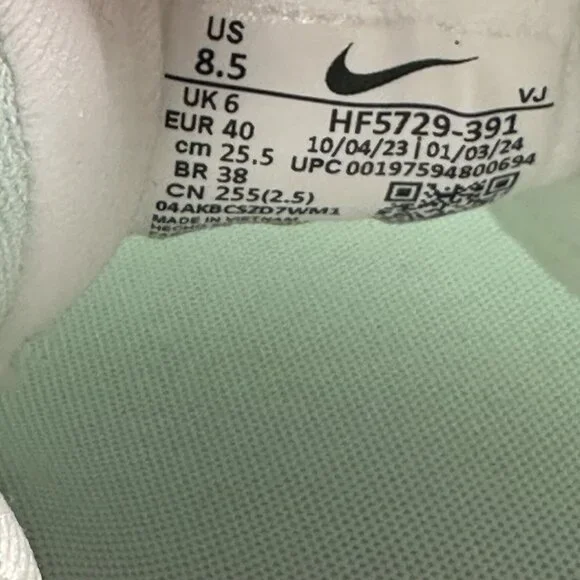 US
8.5
VJ
UK 6
HF5729-391
EUR 40
10/04/23 | 01/03/24
cm 25.5
UPC 00197594800694
BR 38
CN 255(2.5)
04AKBCSZD7WM1
MADE IN VIETNAM